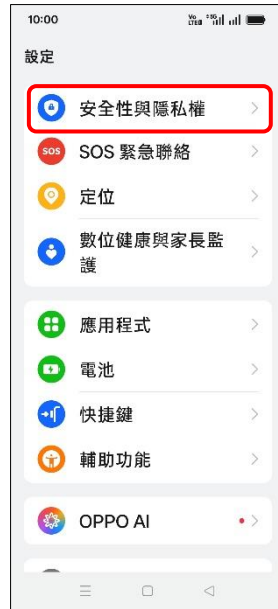 10:00
設定
安全性與隱私權
SOS SOS 緊急聯絡
定位
數位健康與家長監
護
應用程式
電池
快捷鍵
輔助功能
OPPO AI